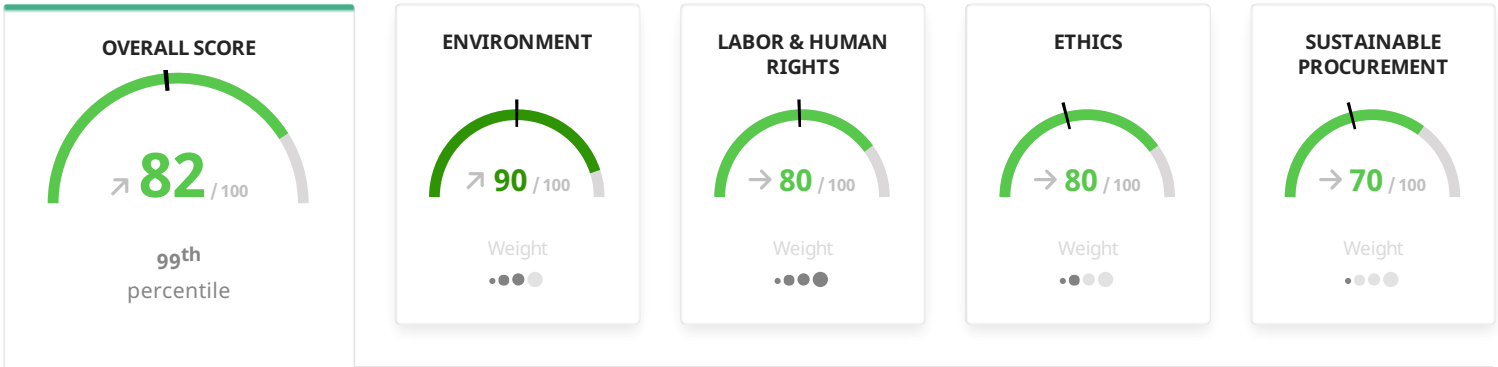 OVERALL SCORE
82 / 100
99th
percentile
ENVIRONMENT
90 / 100
Weight
LABOR & HUMAN
RIGHTS
80 / 100
Weight
ETHICS
80 / 100
Weight
SUSTAINABLE
PROCUREMENT
70 / 100
Weight